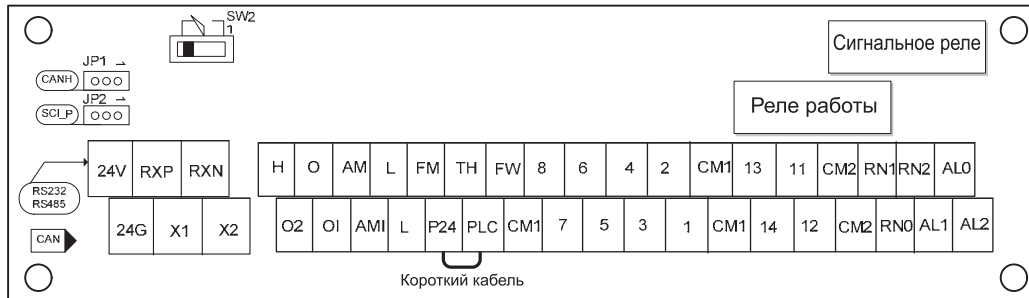 SW2
1
Сигнальное реле
JP1 1
CANH
JP2 1
SCI_P
Реле работы
24V RXP RXN
H O AM L FM TH FW 8 6 4 2 CM1 13 11 CM2 RN1 RN2 AL0
RS232
RS485
24G X1 X2
O2 OI AMI L P24 PLC CM1 7 5 3 1 CM1 14 12 CM2 RN0 AL1 AL2
CAN
Короткий кабель